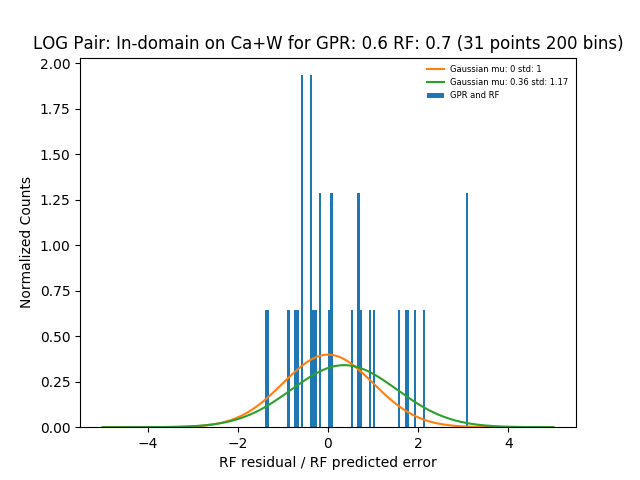 LOG Pair: In-domain on Ca+W for GPR: 0.6 RF: 0.7 (31 points 200 bins)
Gaussian mu: 0 std: 1
Gaussian mu: 0.36 std: 1.17
GPR and RF
Normalized Counts
2.00
1.75
1.50
1.25
1.00
0.75
0.50
0.25
0.00
−4
−2
0
2
4
RF residual / RF predicted error